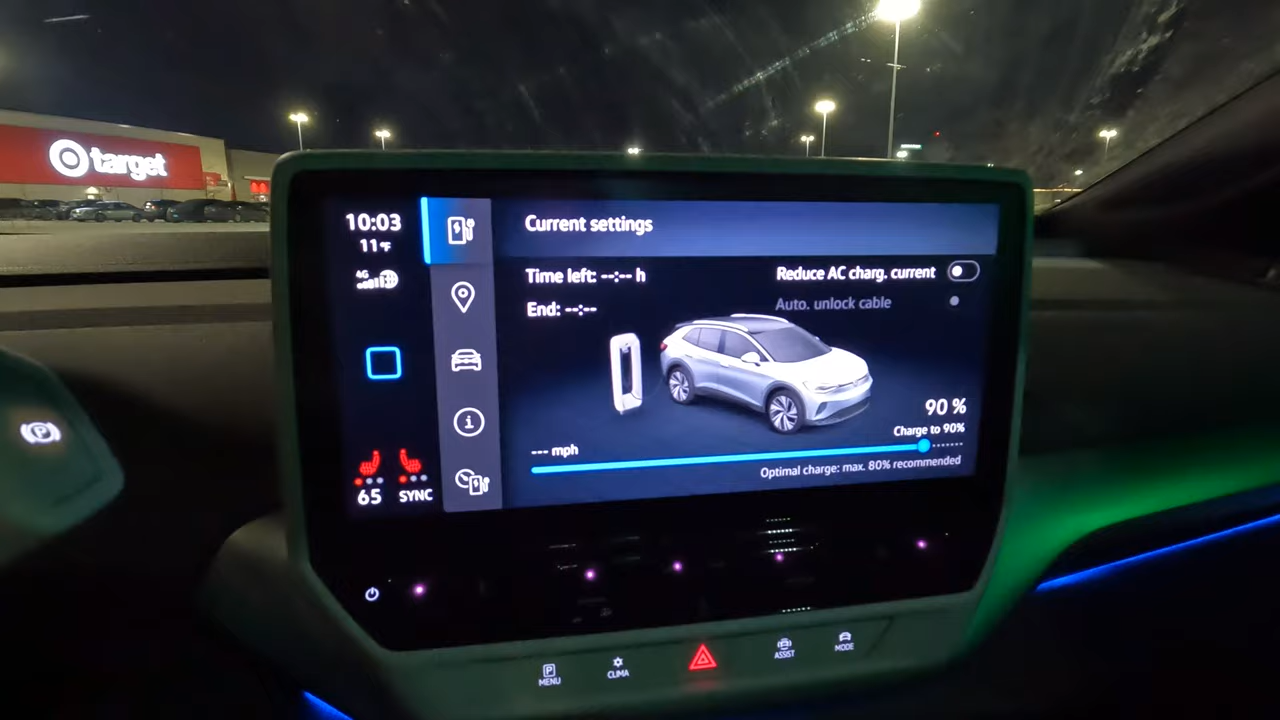 target
10:03
11°F
4G
65
SYNC
Current settings
Time left: --:-- h
End: --:--
Reduce AC charg. current
Auto. unlock cable
90 %
Charge to 90%
--- mph
Optimal charge: max. 80% recommended
P
MENU
CLIMA
ASSIST
MODE
P